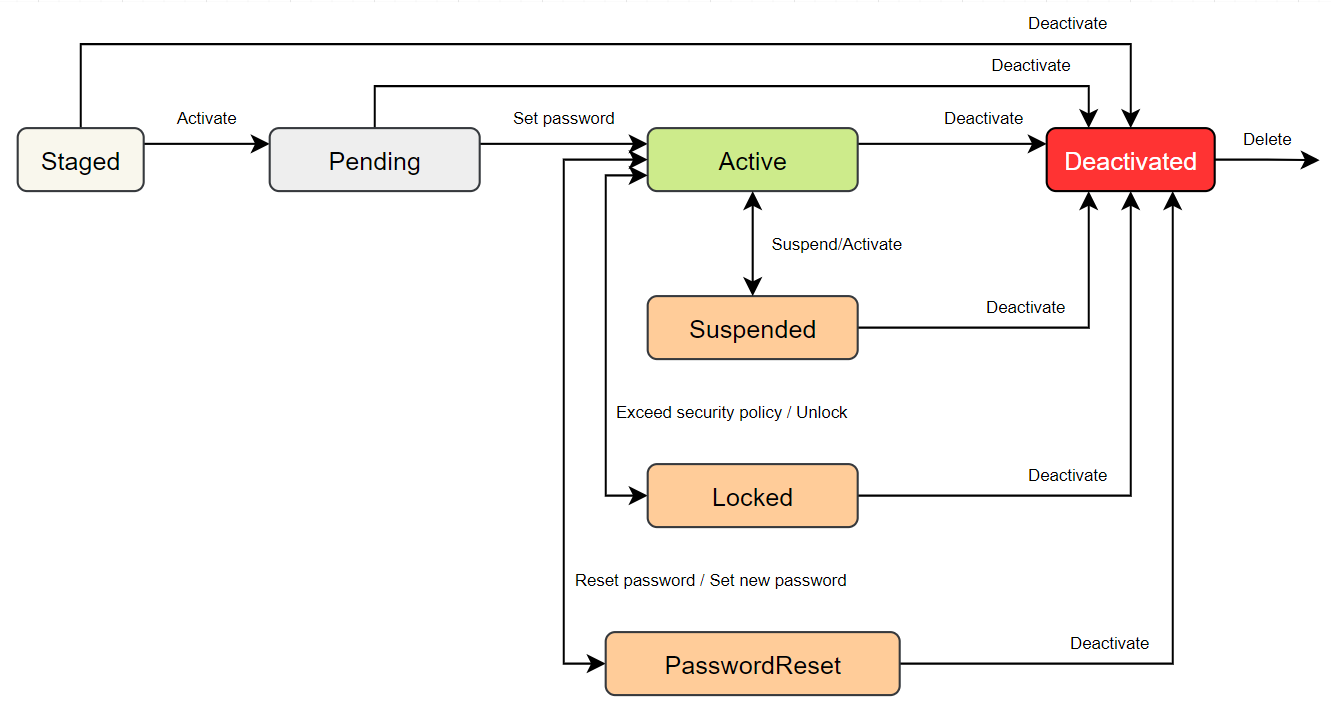 Deactivate
Deactivate
Activate
Set password
Deactivate
Delete
Staged
Pending
Active
Deactivated
Suspend/Activate
Deactivate
Suspended
Exceed security policy / Unlock
Deactivate
Locked
Reset password / Set new password
Deactivate
PasswordReset